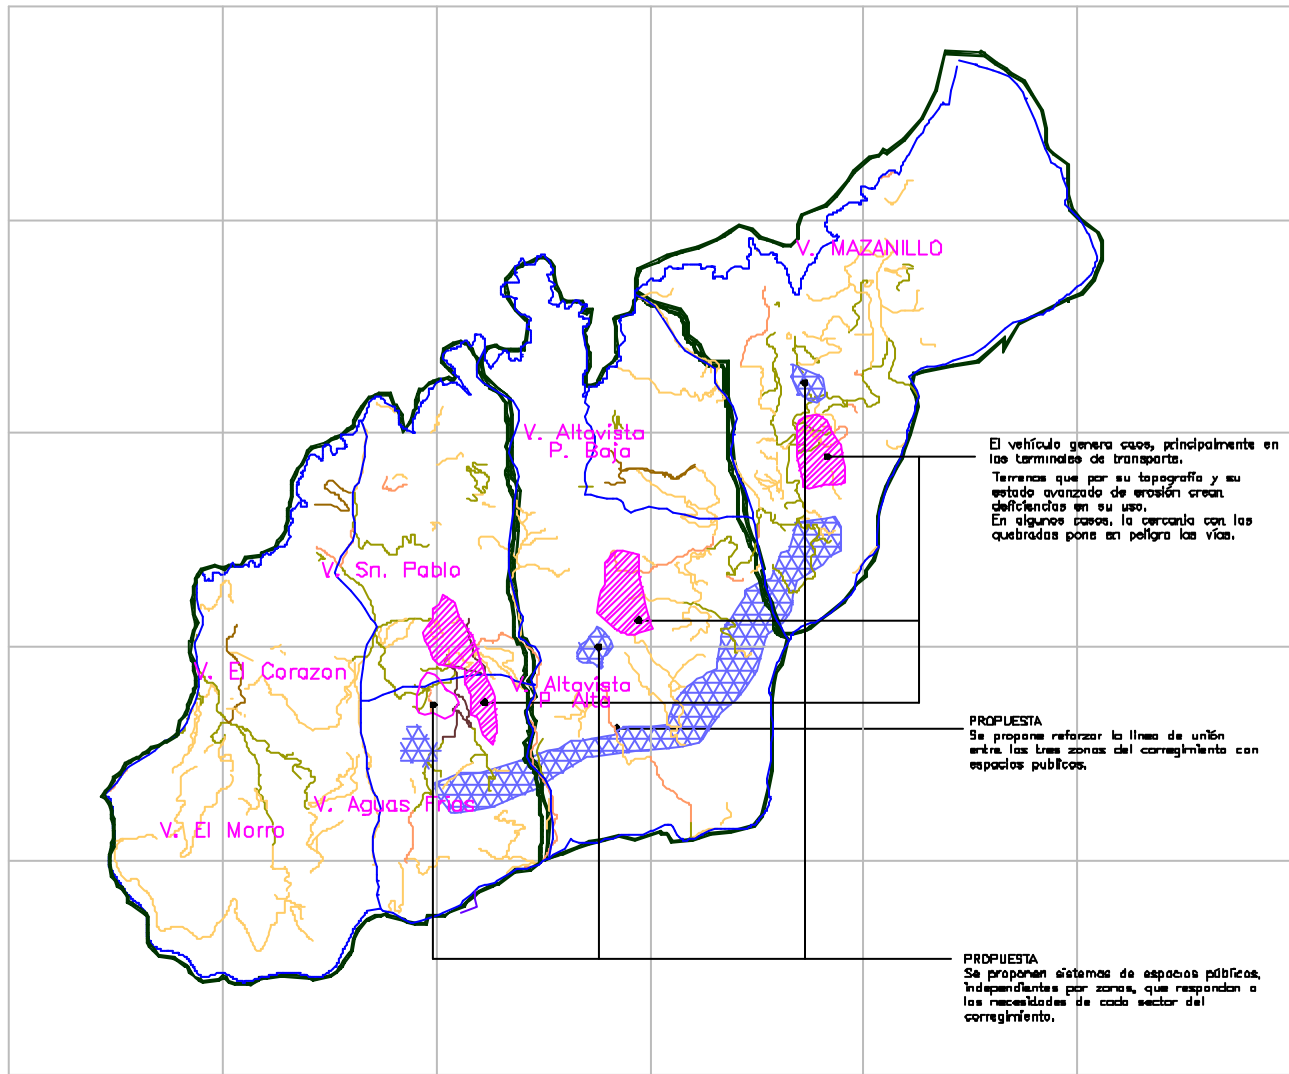 V. MAZANILLO
V. Altavista
P. Baja
El vehículo genera caos, principalmente en
las terminales de transporte.
Terrenos que por su topografía y su
estado avanzado de erosión crean
deficiencias en su uso.
En algunos casos, la cercania con las
quebradas pone en peligro las vías.
V. Sn. Pablo
V. El Corazon
V. Altavista
P. Alta
PROPUESTA
Se propone reforzar la línea de unión
entre las tres zonas del corregimiento con
espacios publicos.
V. Aguas Frias
V. El Morro
PROPUESTA
Se proponen sistemas de espacios públicos,
independientes por zonas, que respondan a
las necesidades de cada sector del
corregimiento.